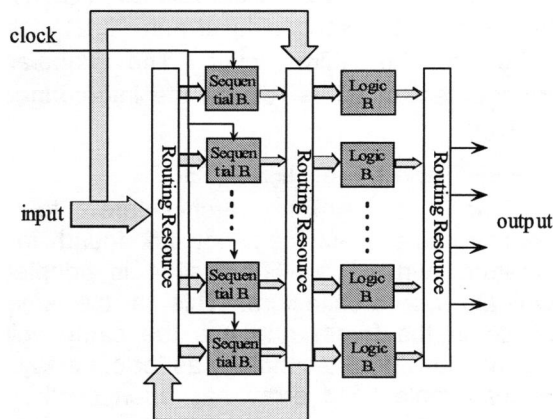 clock
input
Routing Resource
Sequen
tial B.
Sequen
tial B.
Sequen
tial B.
Sequen
tial B.
Routing Resource
Logic
B.
Logic
B.
Logic
B.
Logic
B.
Routing Resource
output